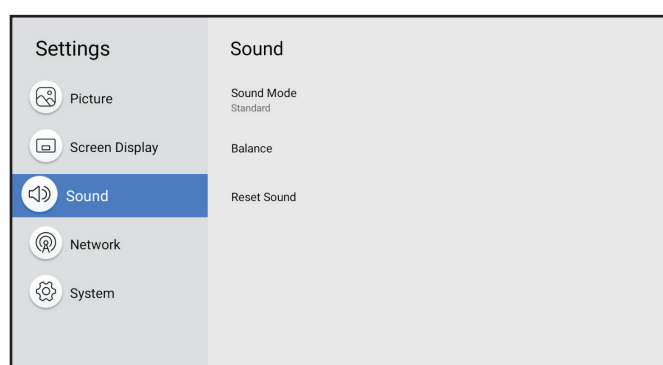 Settings
Picture
Screen Display
Sound
Network
System
Sound
Sound Mode
Standard
Balance
Reset Sound